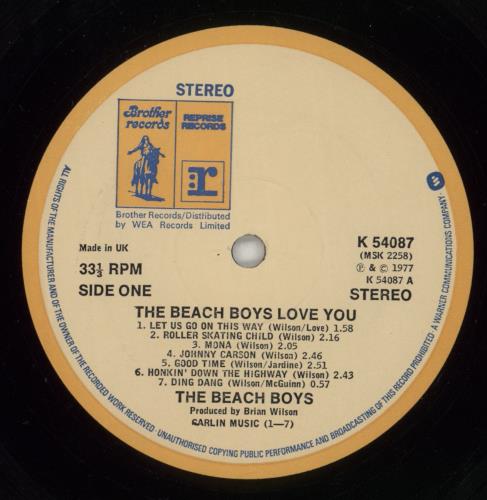 STEREO
Brother records
REPRISE RECORDS
r
Brother Records/Distributed
by WEA Records Limited
Made in UK
33⅓ RPM
SIDE ONE
K 54087
(MSK 2258)
Ⓟ & © 1977
K 54087 A
STEREO
THE BEACH BOYS LOVE YOU
1. LET US GO ON THIS WAY (Wilson/Love) 1.58
2. ROLLER SKATING CHILD (Wilson) 2.16
3. MONA (Wilson) 2.05
4. JOHNNY CARSON (Wilson) 2.46
5. GOOD TIME (Wilson/Jardine) 2.51
6. HONKIN' DOWN THE HIGHWAY (Wilson) 2.43
7. DING DANG (Wilson/McGuinn) 0.57
THE BEACH BOYS
Produced by Brian Wilson
CARLIN MUSIC (1—7)
ALL RIGHTS OF THE MANUFACTURER AND OF THE OWNER OF THE RECORDED WORK RESERVED. UNAUTHORISED COPYING PUBLIC PERFORMANCE AND BROADCASTING OF THIS RECORD PROHIBITED. A WARNER COMMUNICATIONS COMPANY.